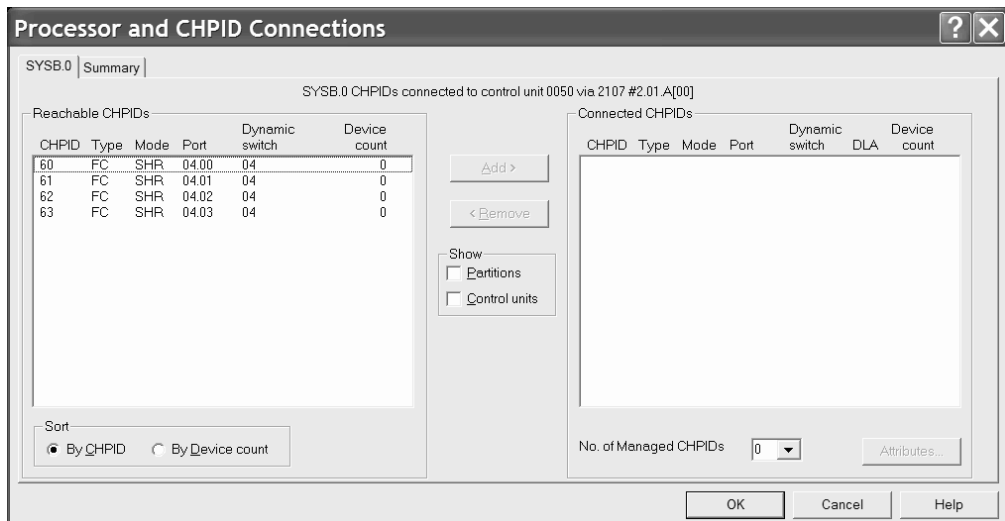 Processor and CHPID Connections
? X
SYSB.0 Summary
SYSB.0 CHPIDs connected to control unit 0050 via 2107 #2.01.A[00]
Reachable CHPIDs
CHPID Type Mode Port Dynamic switch Device count
60 FC SHR 04.00 04 0
61 FC SHR 04.01 04 0
62 FC SHR 04.02 04 0
63 FC SHR 04.03 04 0
Sort
By CHPID By Device count
Add >
< Remove
Show
Partitions
Control units
Connected CHPIDs
CHPID Type Mode Port Dynamic switch DLA Device count
No. of Managed CHPIDs 0
Attributes...
OK Cancel Help